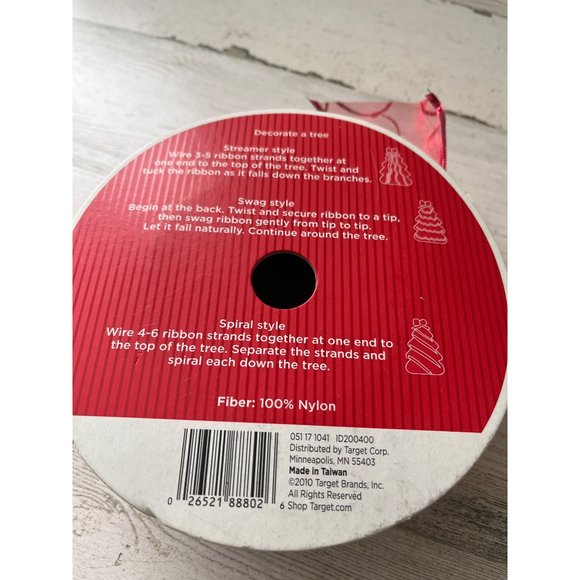 Decorate a tree
Streamer style
Wire 3-5 ribbon strands together at
one end to the top of the tree. Twist and
tuck the ribbon as it falls down the branches.
Swag style
Begin at the back. Twist and secure ribbon to a tip,
then swag ribbon gently from tip to tip.
Let it fall naturally. Continue around the tree.
Spiral style
Wire 4-6 ribbon strands together at one end to
the top of the tree. Separate the strands and
spiral each down the tree.
Fiber: 100% Nylon
051 17 1041 ID200400
Distributed by Target Corp.
Minneapolis, MN 55403
Made in Taiwan
©2010 Target Brands, Inc.
All Rights Reserved
Shop Target.com
0 26521 88802 6